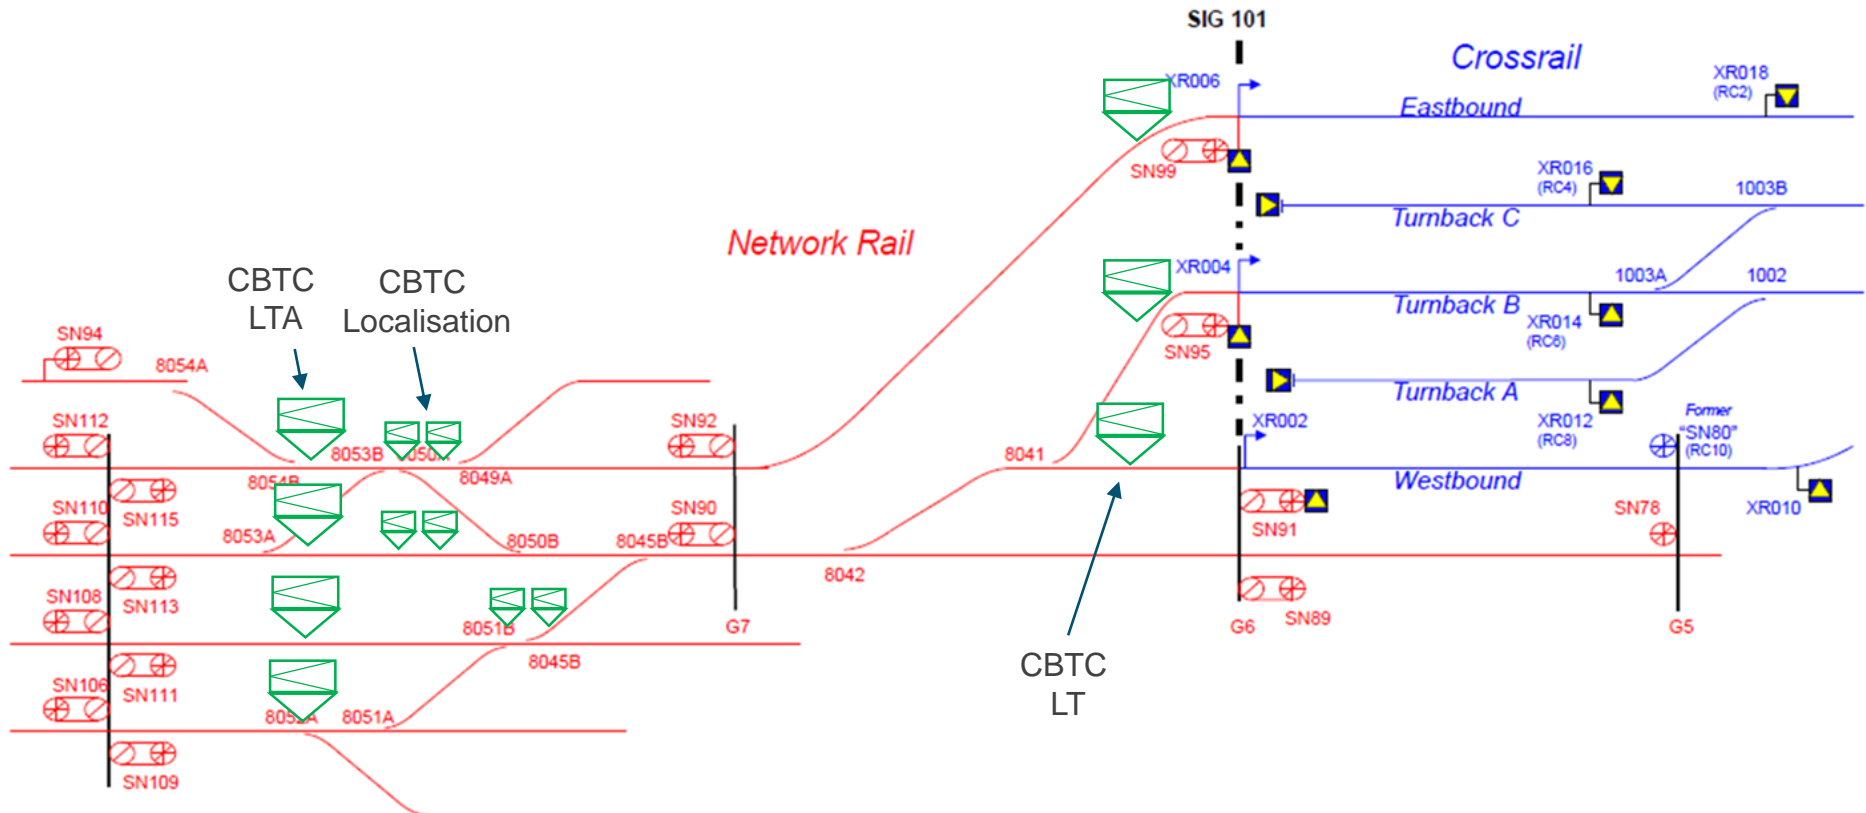 SIG 101
Crossrail
XR006
XR018
(RC2)
Eastbound
SN99
XR016
(RC4)
1003B
Turnback C
Network Rail
XR004
1003A
1002
Turnback B
XR014
(RC6)
SN95
CBTC
LTA
CBTC
Localisation
SN94
8054A
Turnback A
XR012
(RC8)
Former
"SN80"
(RC10)
XR002
SN112
SN92
8053B
8050A
8041
8054B
8049A
Westbound
SN110
SN115
SN90
SN91
SN78
XR010
8053A
8050B
8045B
8042
SN113
SN108
8051B
G7
G6
SN89
G5
8045B
CBTC
LT
SN111
SN106
8052A
8051A
SN109